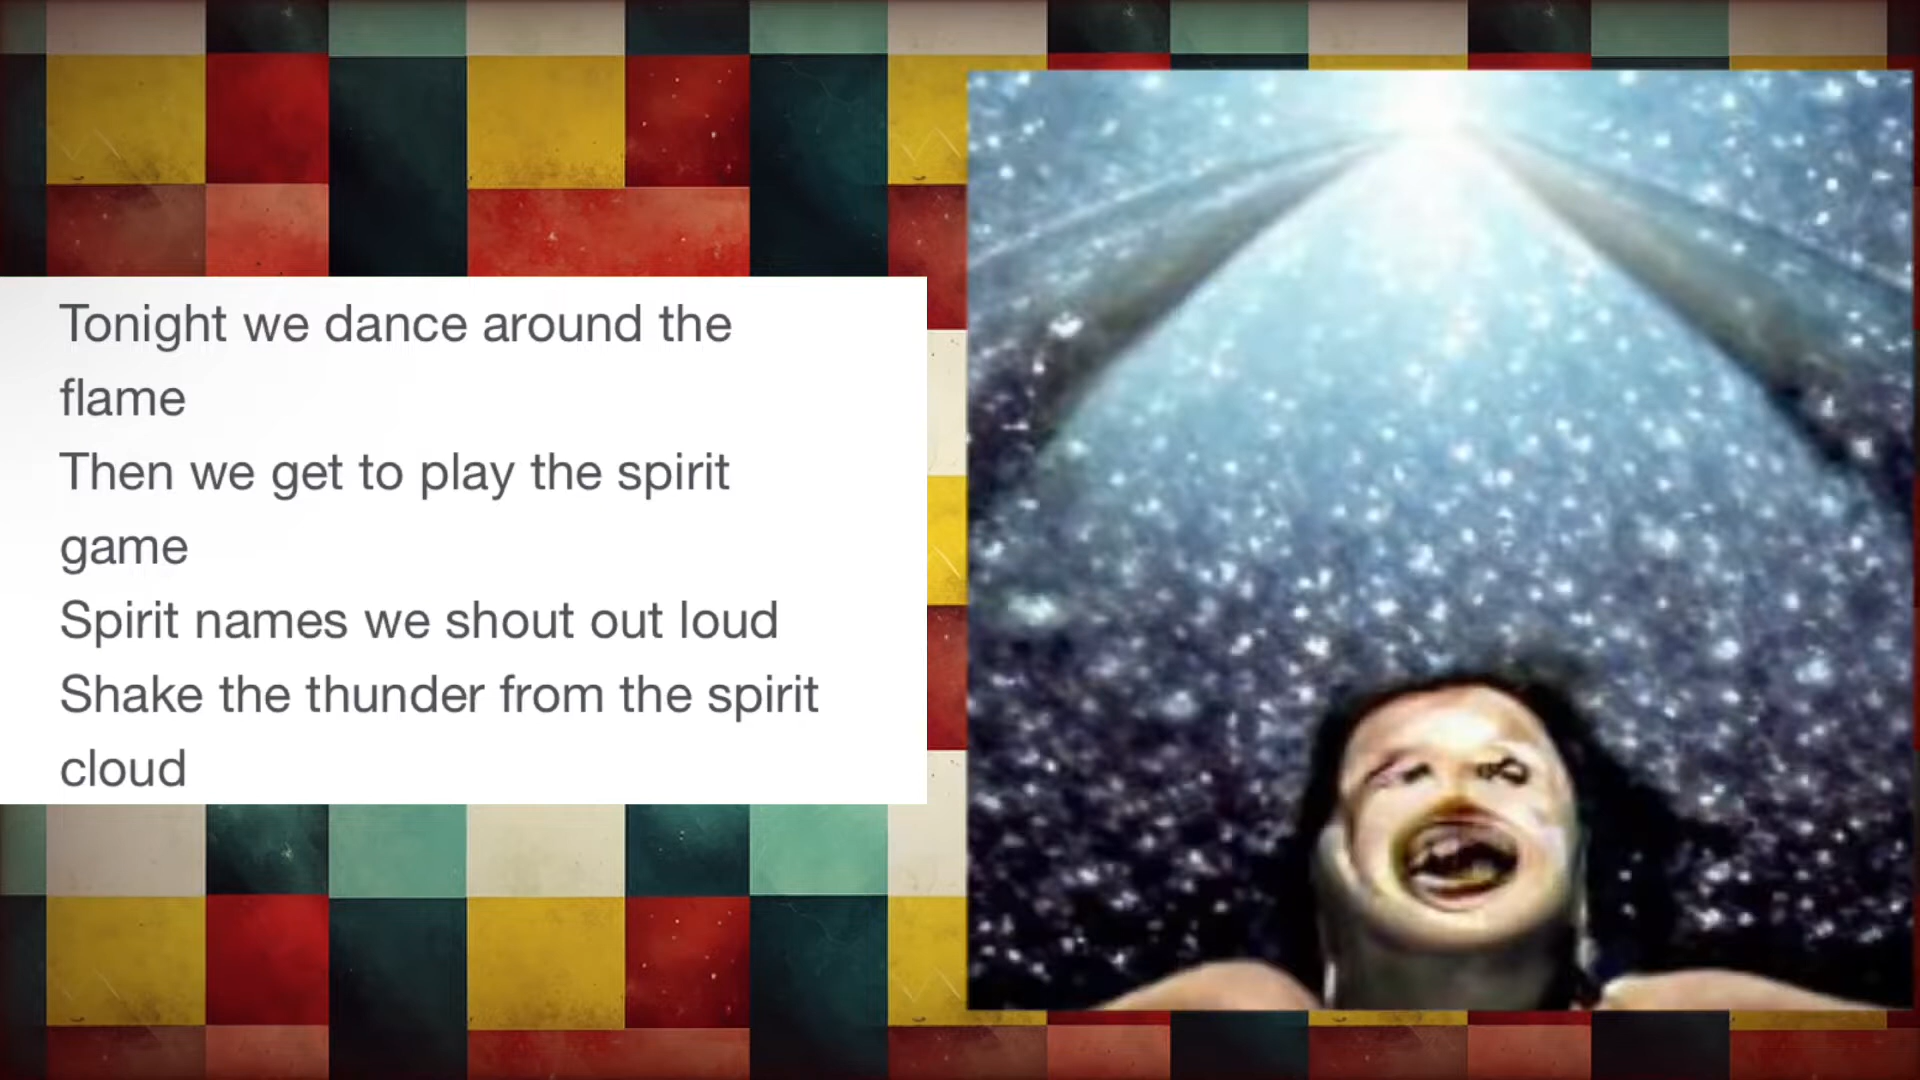 Tonight we dance around the
flame
Then we get to play the spirit
game
Spirit names we shout out loud
Shake the thunder from the spirit
cloud